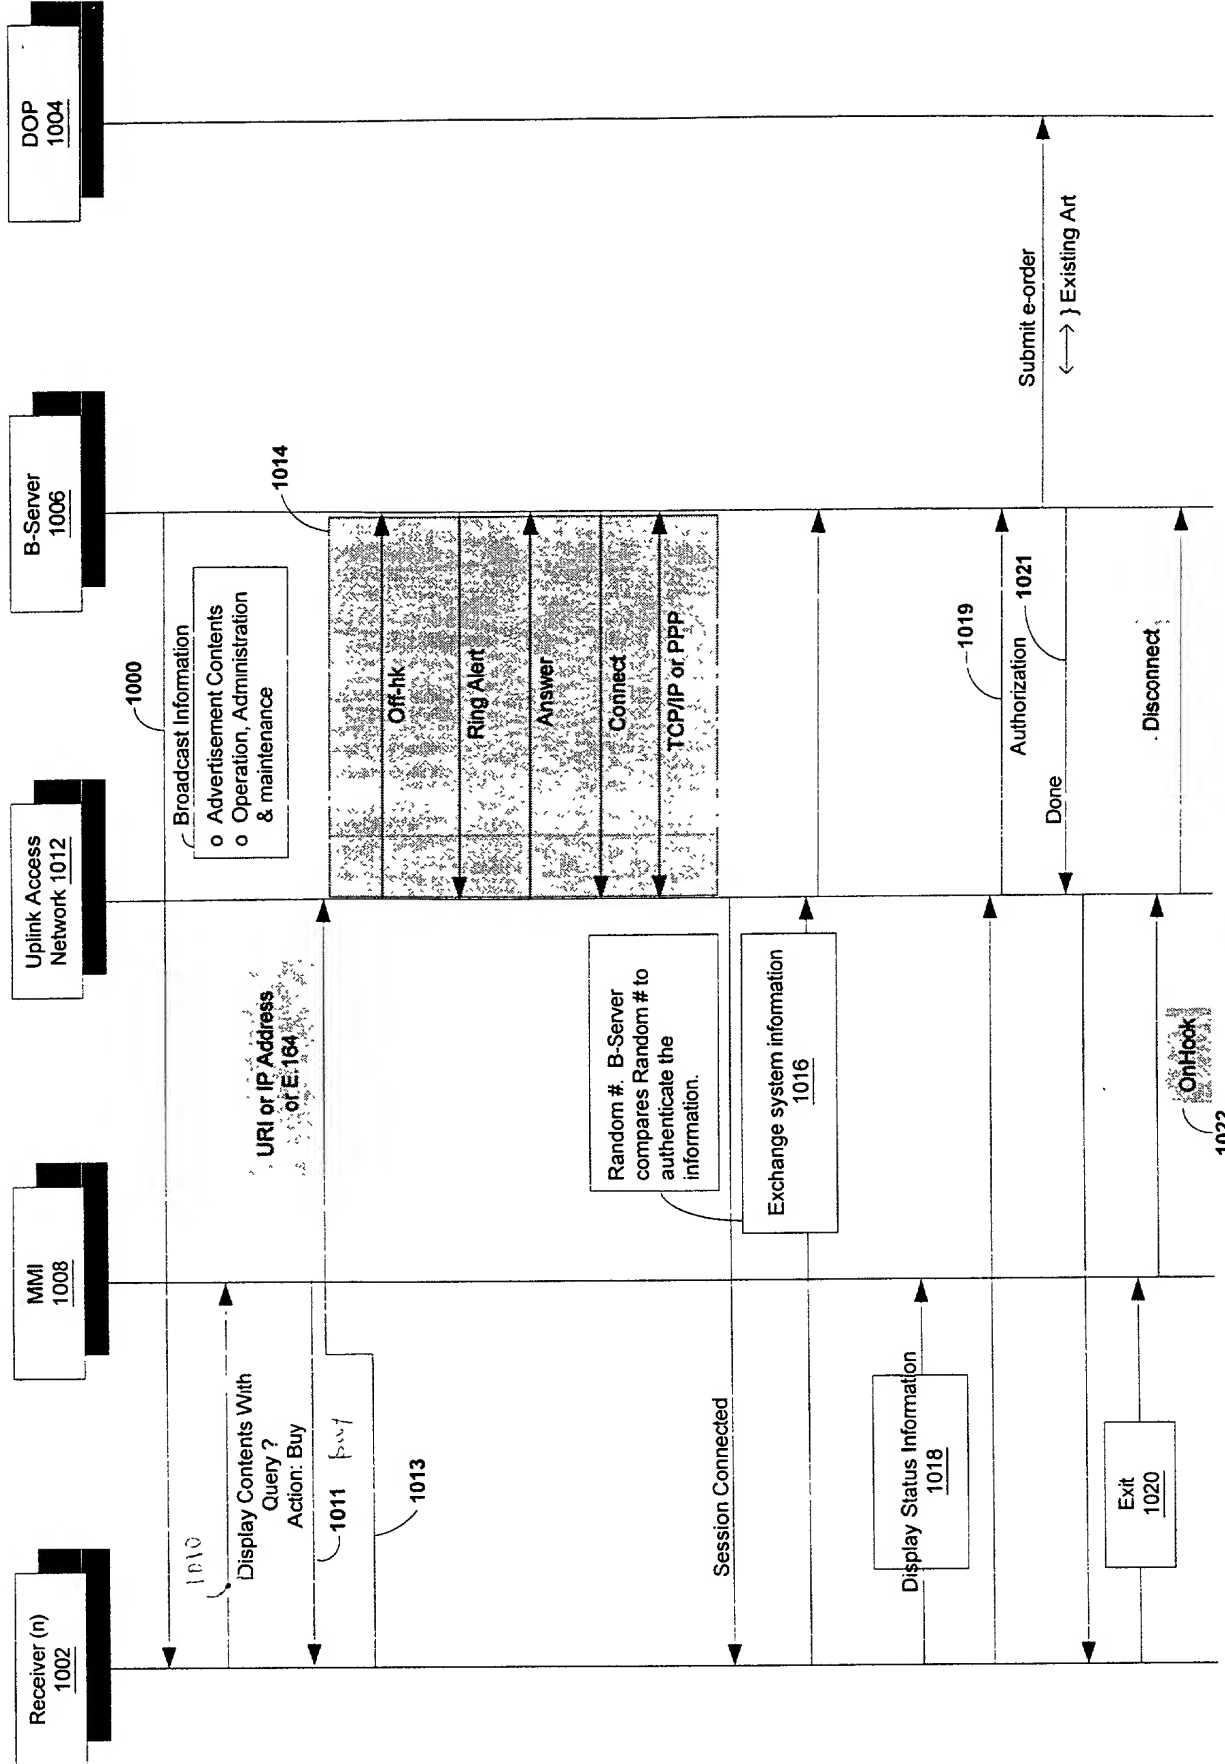 Receiver (n)
1002
MMI
1008
Uplink Access
Network 1012
B-Server
1006
DOP
1004
1000
Broadcast Information
o Advertisement Contents
o Operation, Administration
& maintenance
1010
Display Contents With
Query ?
Action: Buy
1011
buy
1013
URI or IP Address
or E.164
1014
Off-hk
Ring Alert
Answer
Connect
TCP/IP or PPP
Session Connected
Random #. B-Server
compares Random # to
authenticate the
information.
Exchange system information
1016
Display Status Information
1018
1019
Authorization
Submit e-order
} Existing Art
1021
Done
Exit
1020
OnHook
1022
Disconnect